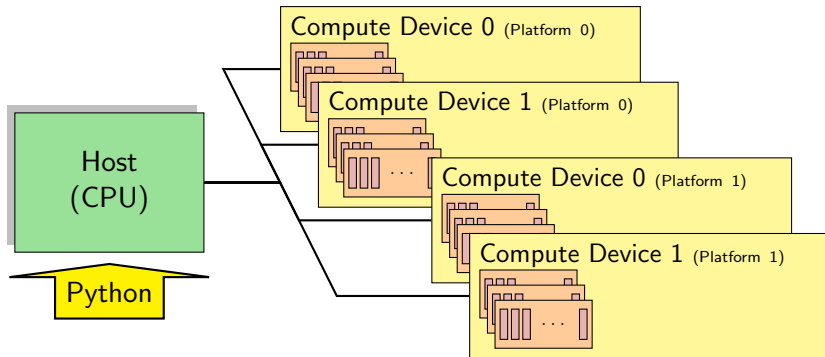 Compute Device 0 (Platform 0)
Compute Device 1 (Platform 0)
Host
(CPU)
· · ·
Compute Device 0 (Platform 1)
Compute Device 1 (Platform 1)
Python
· · ·